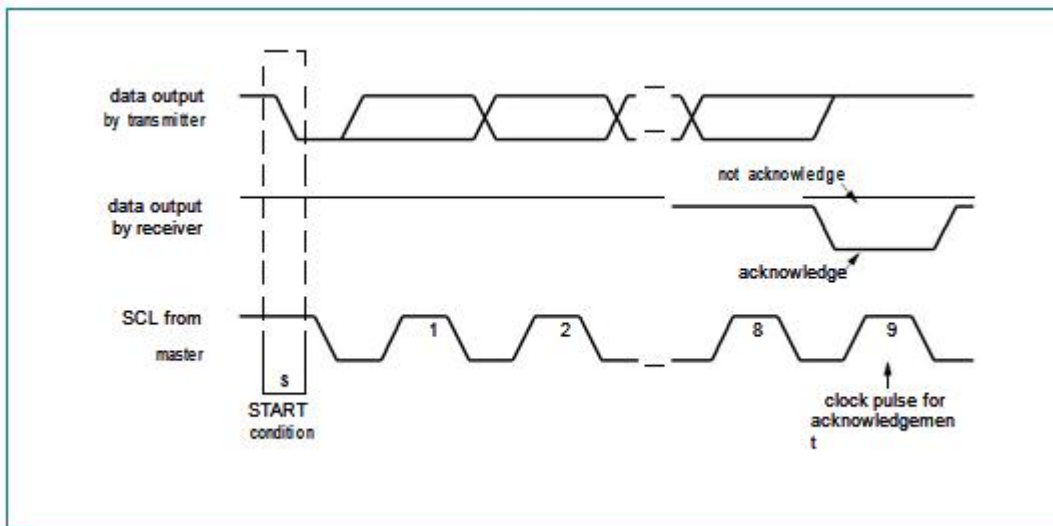 data output
by transmitter
not acknowledge
data output
by receiver
acknowledge
SCL from
master
1
2
8
9
s
START
condition
clock pulse for
acknowledgemen
t